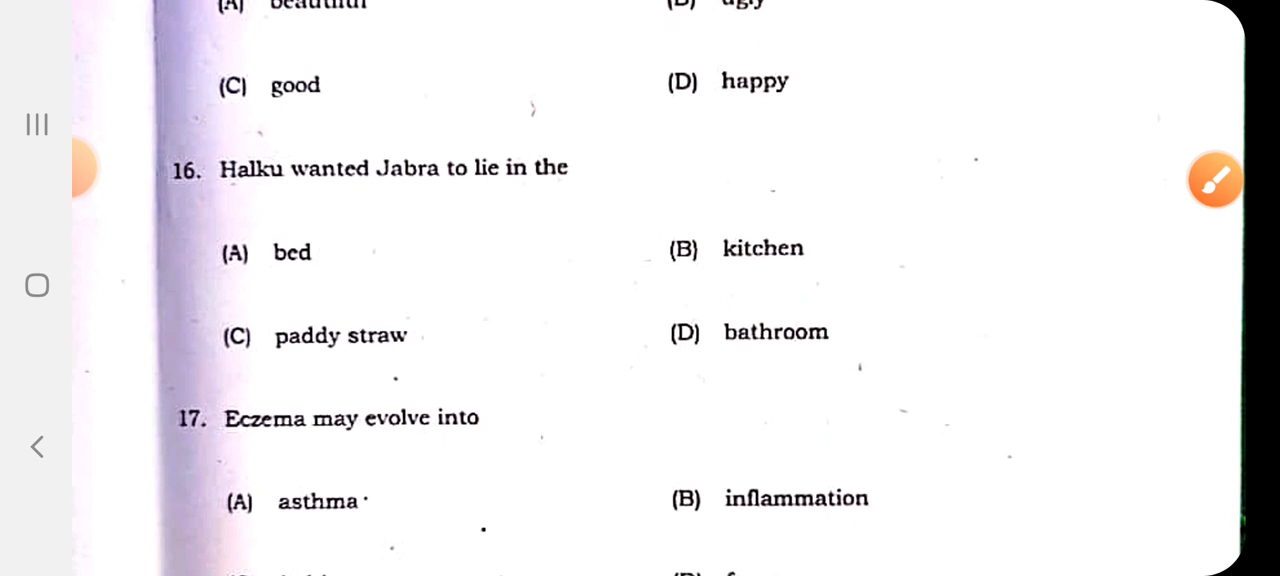 (C) good (D) happy
16. Halku wanted Jabra to lie in the
(A) bed (B) kitchen
(C) paddy straw (D) bathroom
17. Eczema may evolve into
(A) asthma (B) inflammation